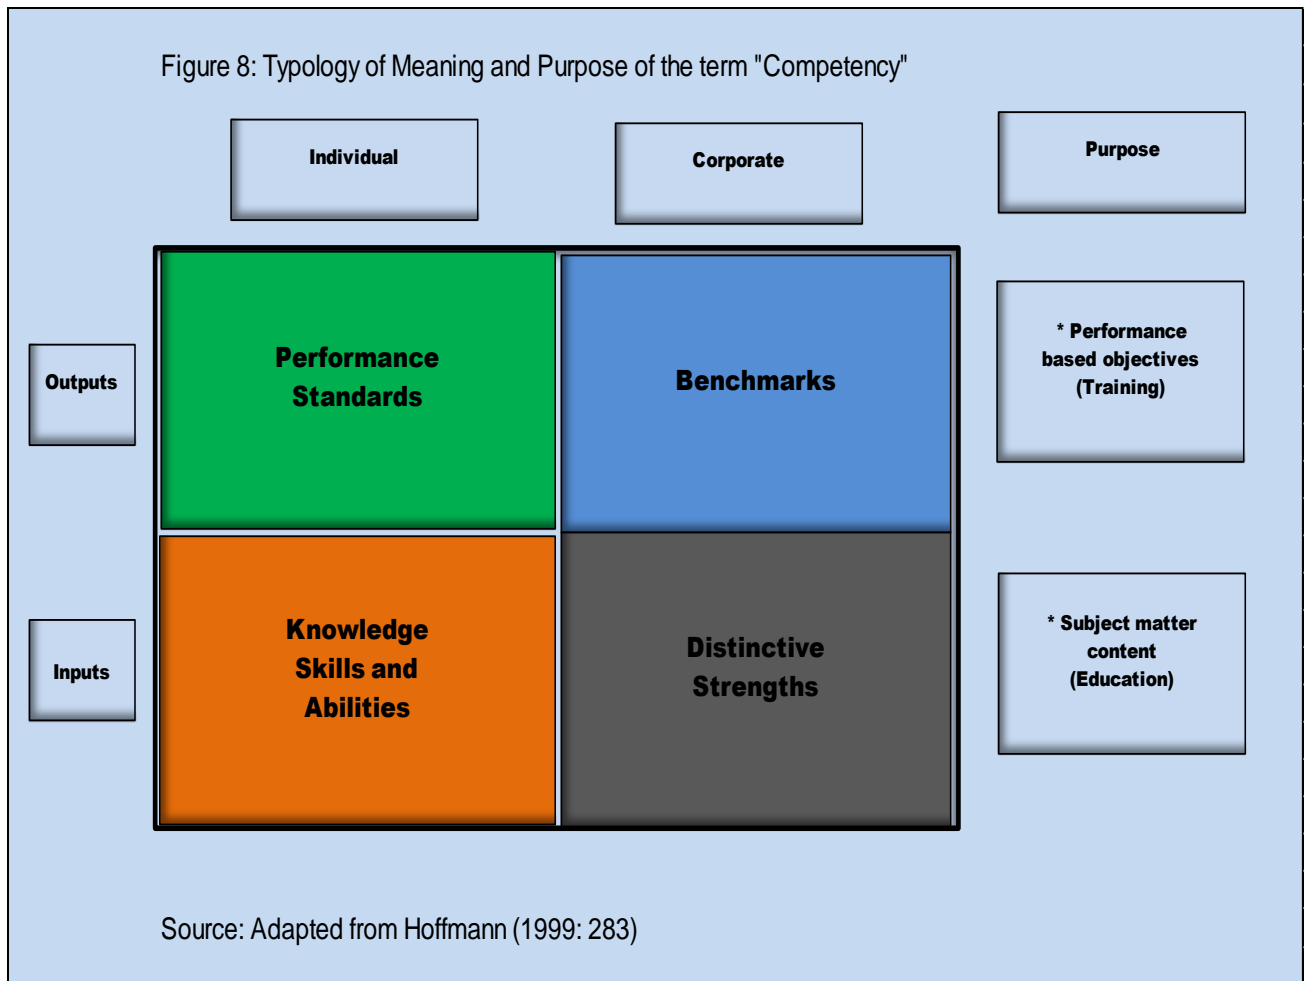 Figure 8: Typology of Meaning and Purpose of the term "Competency"
Individual
Corporate
Purpose
Outputs
Performance
Standards
Benchmarks
* Performance
based objectives
(Training)
Inputs
Knowledge
Skills and
Abilities
Distinctive
Strengths
* Subject matter
content
(Education)
Source: Adapted from Hoffmann (1999: 283)